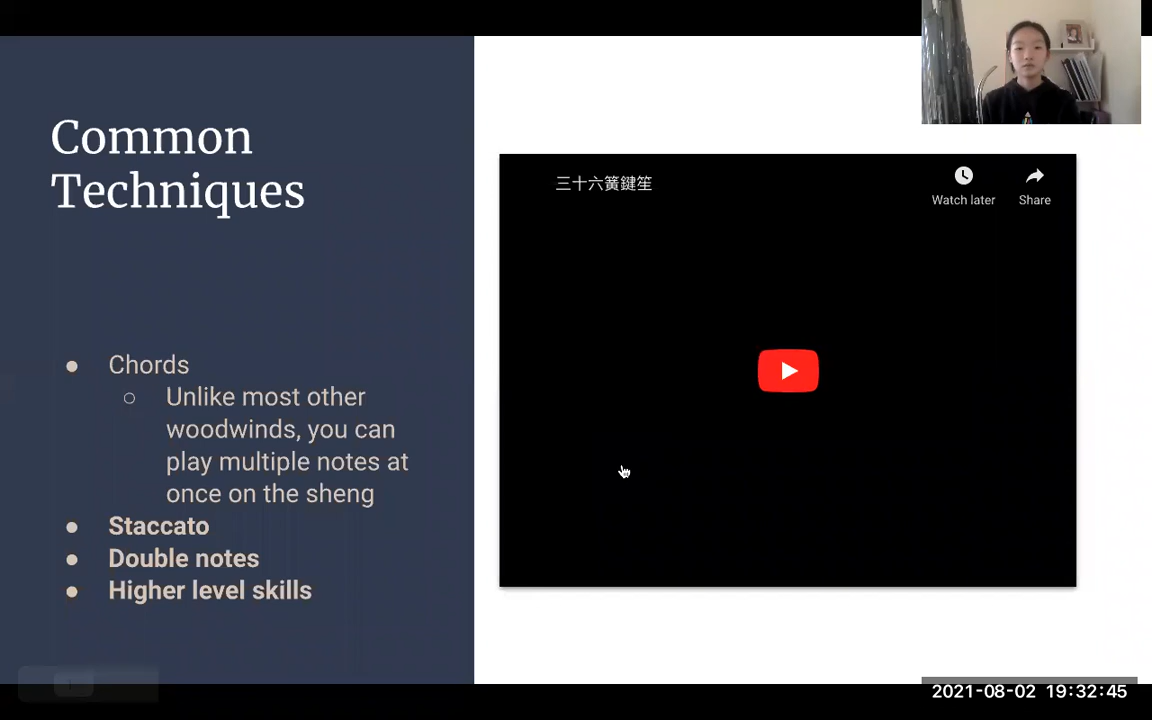 Common
Techniques
● Chords
○ Unlike most other
woodwinds, you can
play multiple notes at
once on the sheng
● Staccato
● Double notes
● Higher level skills
三十六簧鍵笙
Watch later
Share
2021-08-02 19:32:45